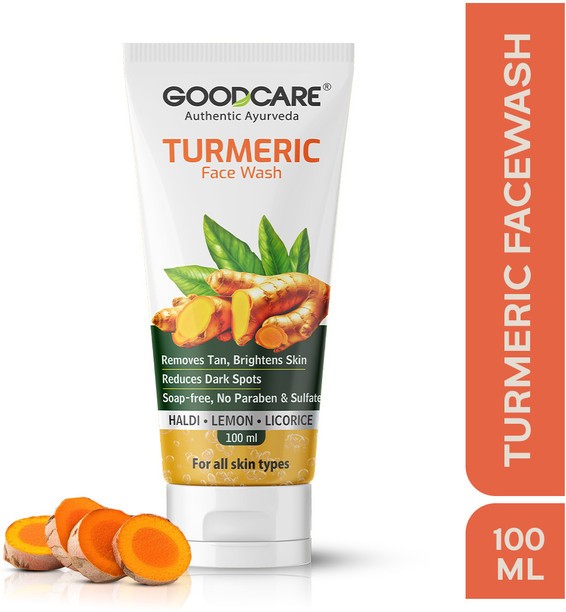 GOODCARE®
Authentic Ayurveda
TURMERIC
Face Wash
Removes Tan, Brightens Skin
Reduces Dark Spots
Soap-free, No Paraben & Sulfate
HALDI • LEMON • LICORICE
100 ml
For all skin types
TURMERIC FACEWASH
100
ML